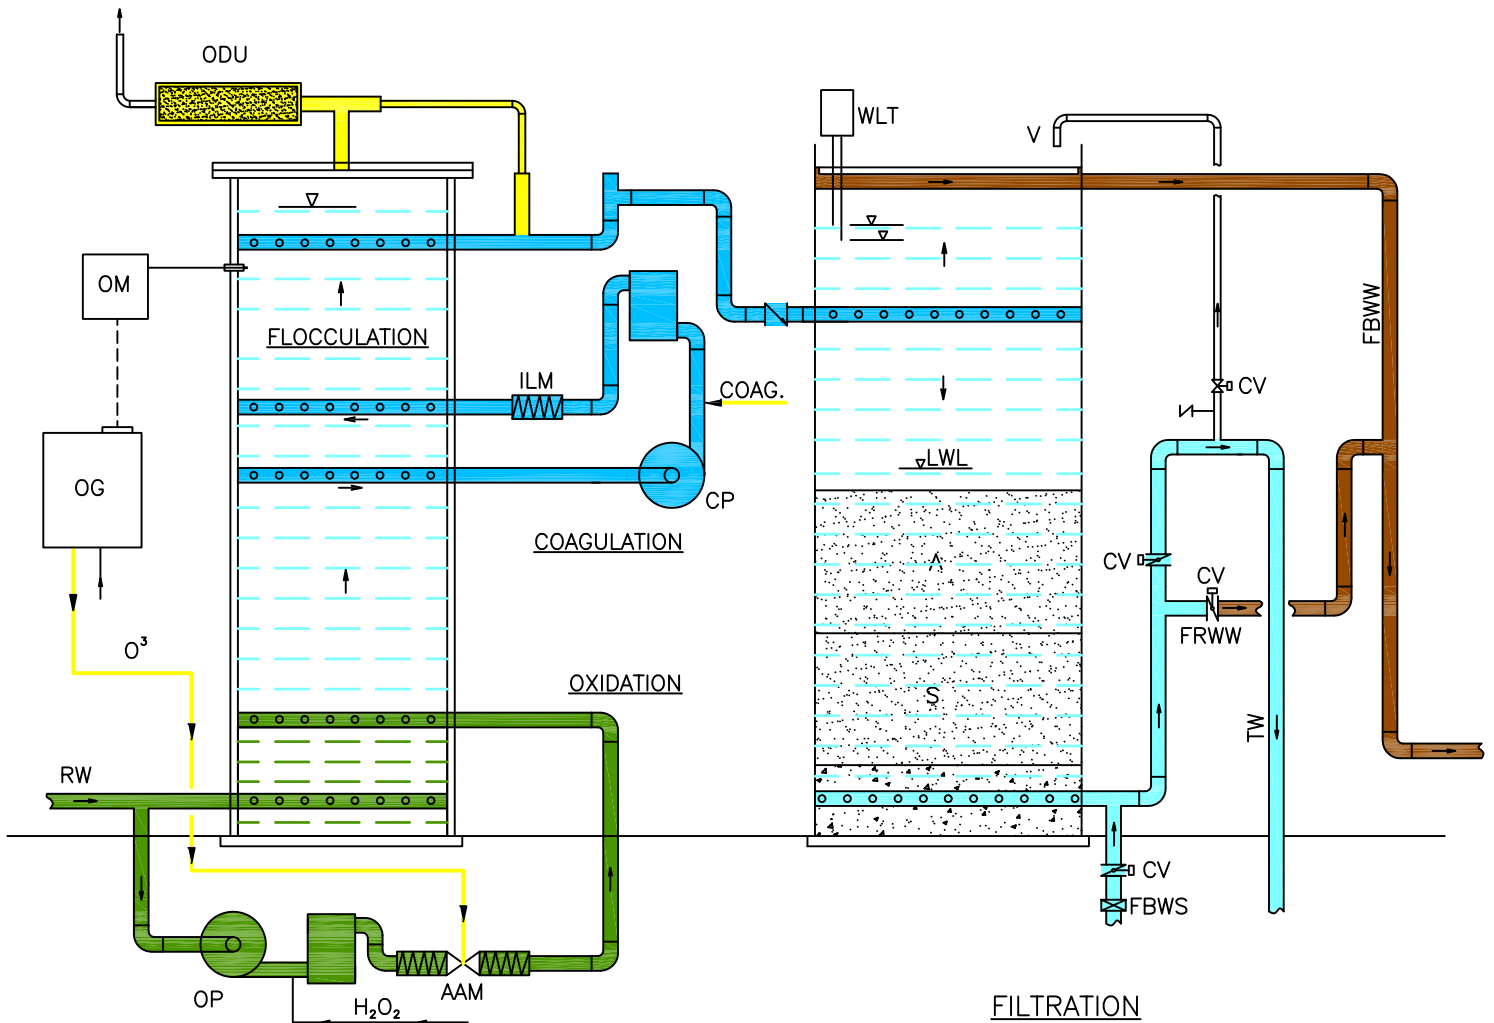 ODU
WLT
V
OM
FLOCCULATION
FBWW
ILM
COAG.
CV
LWL
OG
CP
COAGULATION
A
CV
CV
FRWW
O³
OXIDATION
S
TW
RW
CV
FBWS
OP
H₂O₂
AAM
FILTRATION